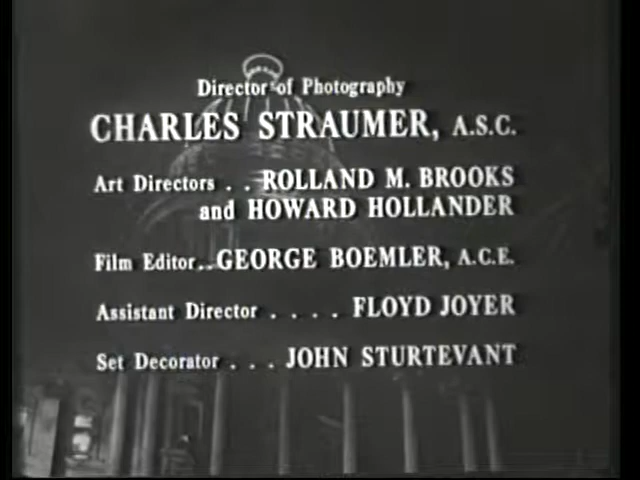 Director of Photography
CHARLES STRAUMER, A.S.C.
Art Directors . . ROLLAND M. BROOKS
and HOWARD HOLLANDER
Film Editor . . GEORGE BOEMLER, A.C.E.
Assistant Director . . . . FLOYD JOYER
Set Decorator . . . JOHN STURTEVANT